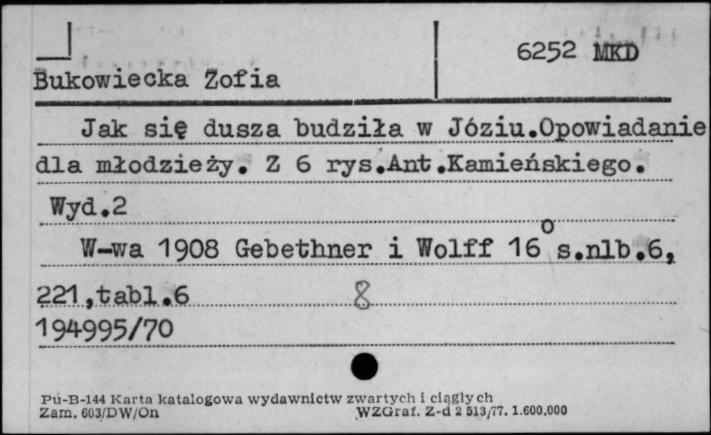 6252 MKD
Bukowiecka Zofia
Jak się dusza budziła w Józiu.Opowiadanie
dla młodzieży. Z 6 rys.Ant.Kamieńskiego.
Wyd.2
W-wa 1908 Gebethner i Wolff 16° s.nlb.6,
221,tabl.6 8
194995/70
Pu-B-144 Karta katalogowa wydawnictw zwartych i ciągłych
Zam. 603/DW/On WZGraf. Z-d 2 513/77. 1.600.000